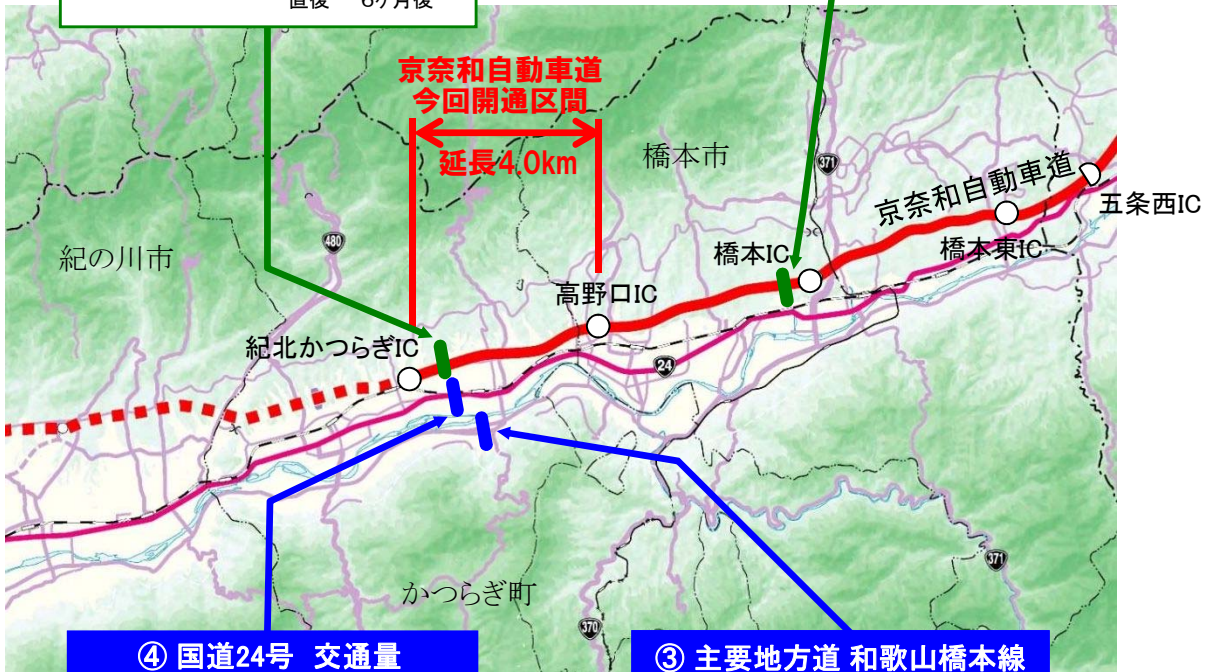 直後 6ヶ月後
京奈和自動車道
今回開通区間
延長4.0km
橋本市
371
京奈和自動車道
五条西IC
橋本東IC
橋本IC
紀の川市
480
高野口IC
紀北かつらぎIC
24
371
かつらぎ町
370
④ 国道24号 交通量
③ 主要地方道 和歌山橋本線